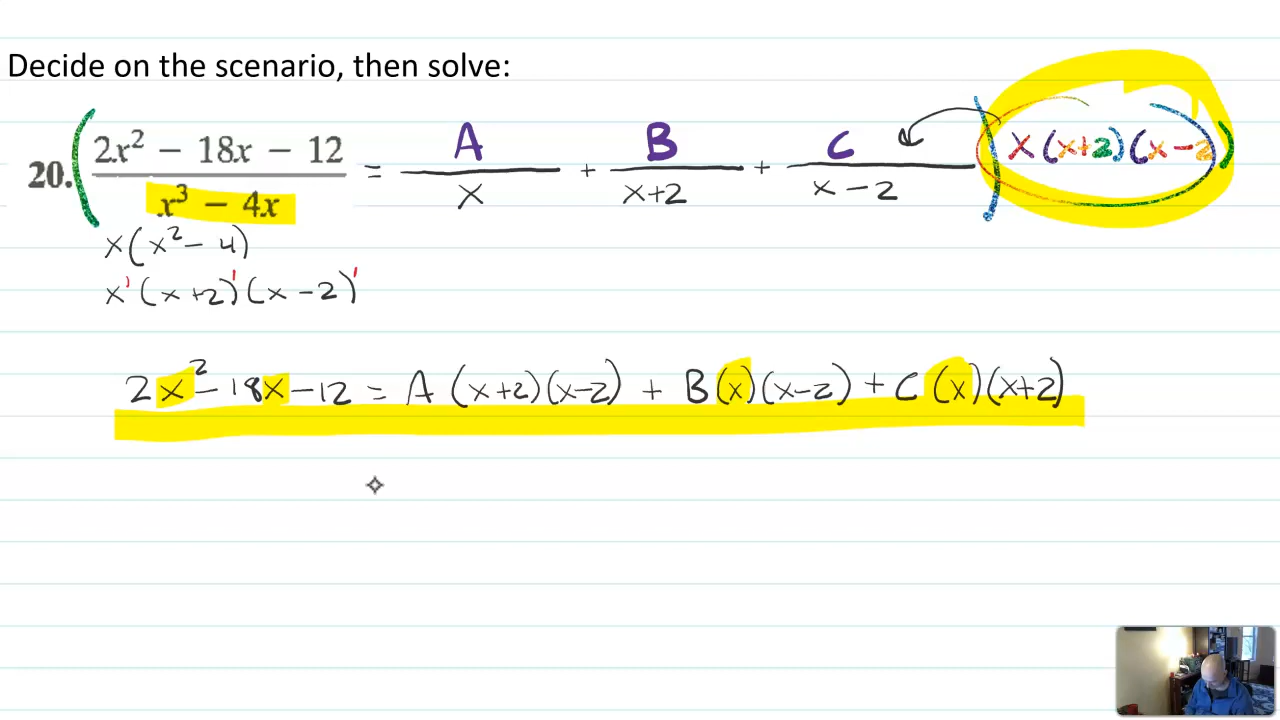 Decide on the scenario, then solve:
20. ( (2x² − 18x − 12)/(x³ − 4x) = A/x + B/(x+2) + C/(x−2) ) x(x+2)(x−2)
x(x² − 4)
x¹(x+2)¹(x−2)¹
2x² − 18x − 12 = A(x+2)(x−2) + B(x)(x−2) + C(x)(x+2)